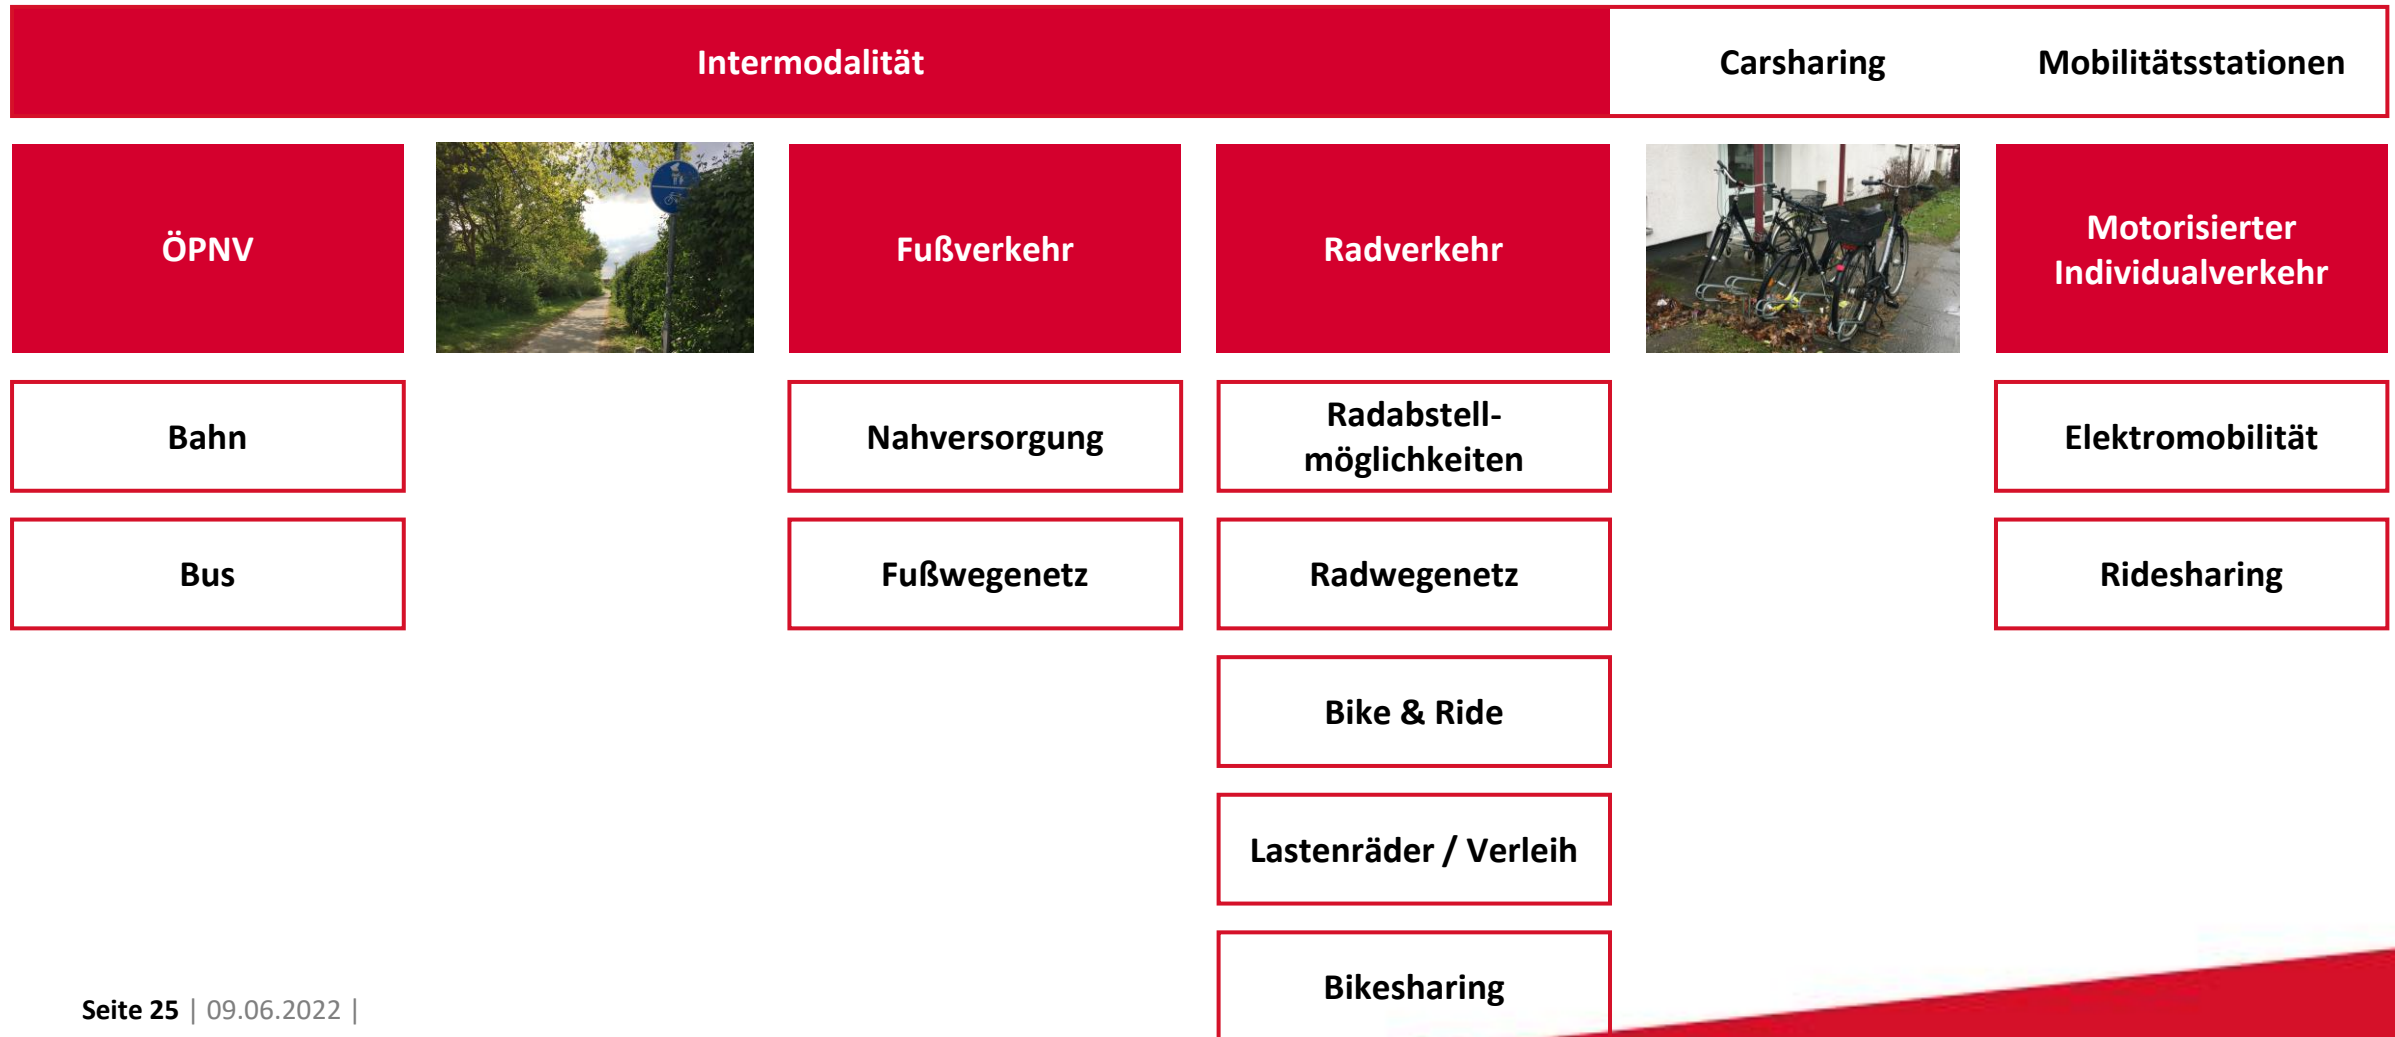 Intermodalität
Carsharing
Mobilitätsstationen
ÖPNV
Fußverkehr
Radverkehr
Motorisierter
Individualverkehr
Bahn
Nahversorgung
Radabstell-
möglichkeiten
Elektromobilität
Bus
Fußwegenetz
Radwegenetz
Ridesharing
Bike & Ride
Lastenräder / Verleih
Bikesharing
Seite 25 | 09.06.2022 |